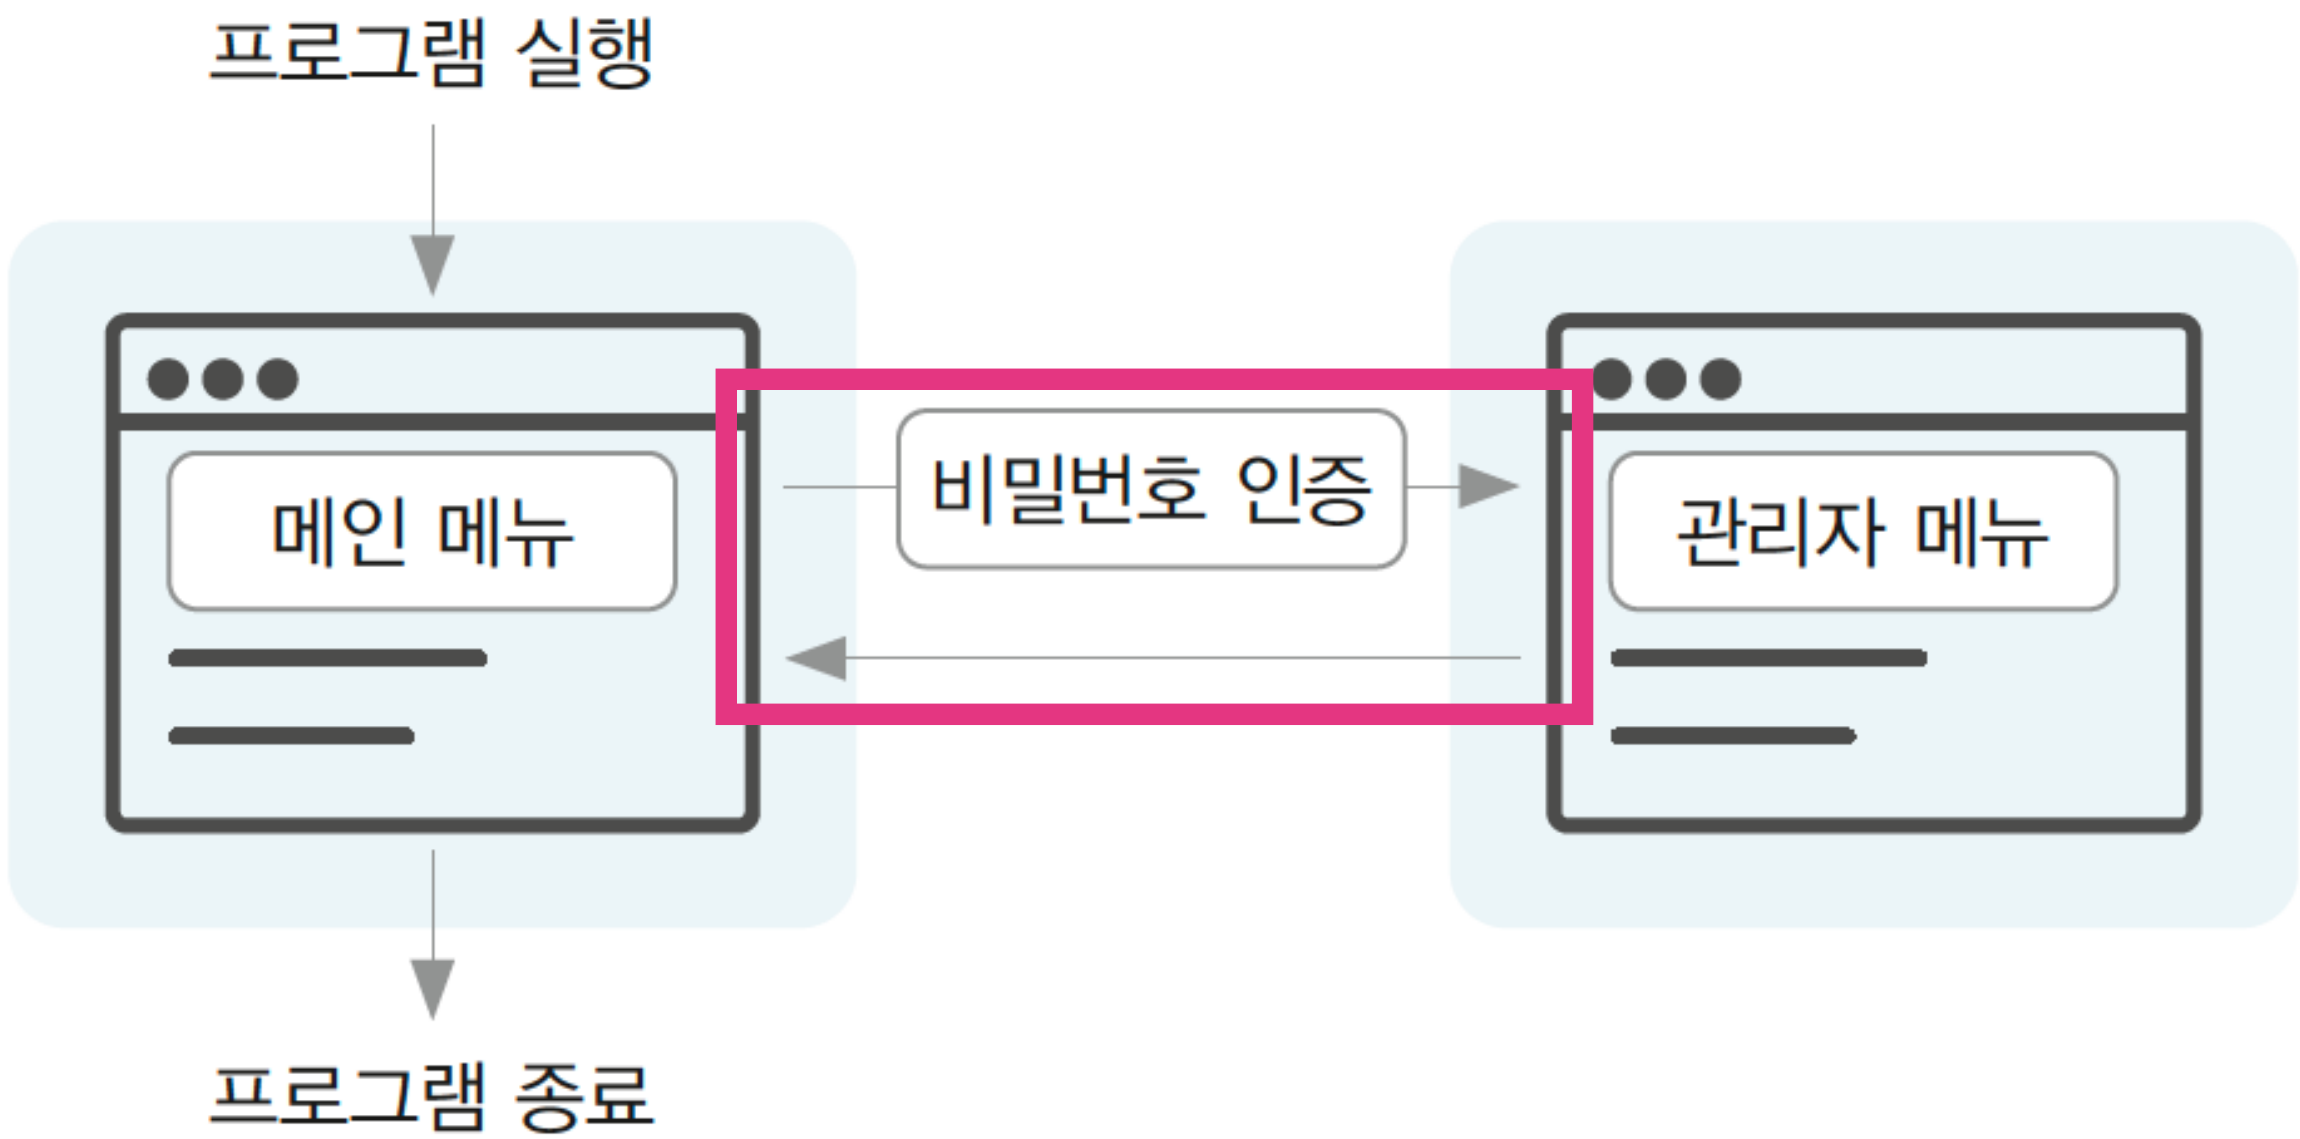 프로그램 실행
메인 메뉴
비밀번호 인증
관리자 메뉴
프로그램 종료